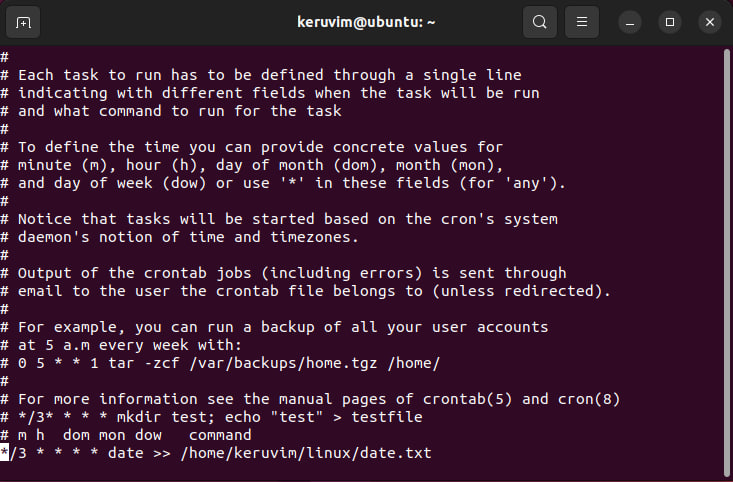 keruvim@ubuntu: ~
#
# Each task to run has to be defined through a single line
# indicating with different fields when the task will be run
# and what command to run for the task
#
# To define the time you can provide concrete values for
# minute (m), hour (h), day of month (dom), month (mon),
# and day of week (dow) or use '*' in these fields (for 'any').
#
# Notice that tasks will be started based on the cron's system
# daemon's notion of time and timezones.
#
# Output of the crontab jobs (including errors) is sent through
# email to the user the crontab file belongs to (unless redirected).
#
# For example, you can run a backup of all your user accounts
# at 5 a.m every week with:
# 0 5 * * 1 tar -zcf /var/backups/home.tgz /home/
#
# For more information see the manual pages of crontab(5) and cron(8)
# */3* * * * mkdir test; echo "test" > testfile
# m h  dom mon dow   command
*/3 * * * * date >> /home/keruvim/linux/date.txt